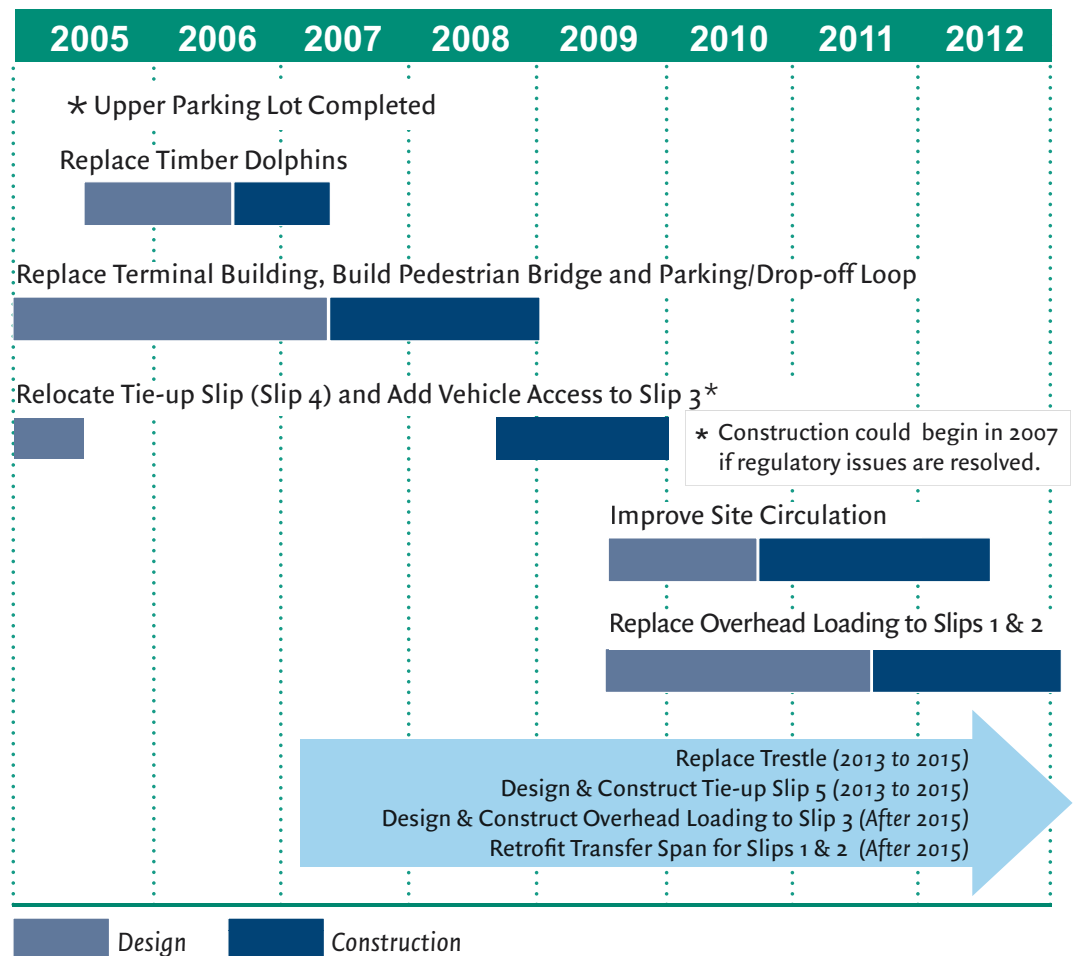 2005 2006 2007 2008 2009 2010 2011 2012
* Upper Parking Lot Completed
Replace Timber Dolphins
Replace Terminal Building, Build Pedestrian Bridge and Parking/Drop-off Loop
Relocate Tie-up Slip (Slip 4) and Add Vehicle Access to Slip 3*
* Construction could begin in 2007
if regulatory issues are resolved.
Improve Site Circulation
Replace Overhead Loading to Slips 1 & 2
Replace Trestle (2013 to 2015)
Design & Construct Tie-up Slip 5 (2013 to 2015)
Design & Construct Overhead Loading to Slip 3 (After 2015)
Retrofit Transfer Span for Slips 1 & 2 (After 2015)
Design Construction